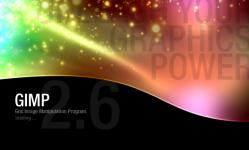 YOUR
GRAPHICS
POWER
2.6
GIMP
Gnu Image Manipulation Program
loading ...